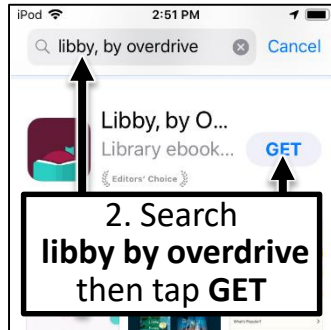 iPod 2:51 PM
libby, by overdrive Cancel
Libby, by O...
Library ebook... GET
Editors' Choice
2. Search
libby by overdrive
then tap GET